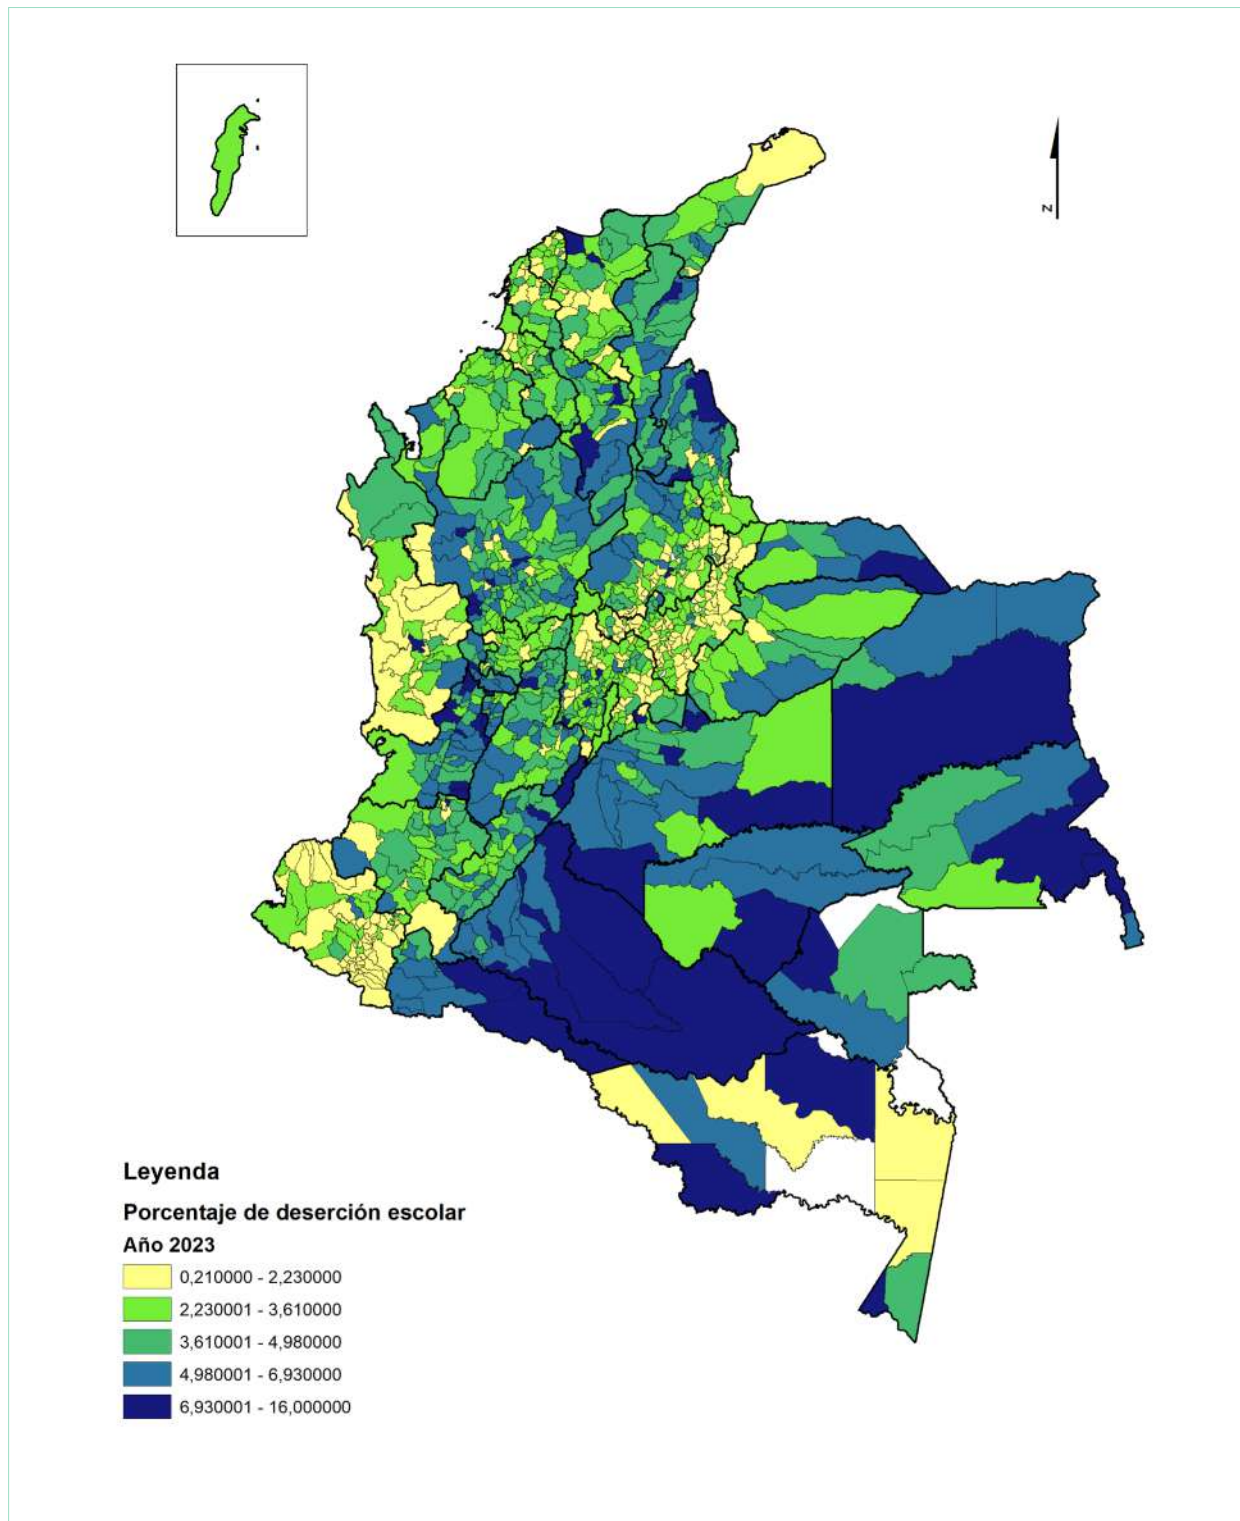 N
Leyenda
Porcentaje de deserción escolar
Año 2023
0,210000 - 2,230000
2,230001 - 3,610000
3,610001 - 4,980000
4,980001 - 6,930000
6,930001 - 16,000000